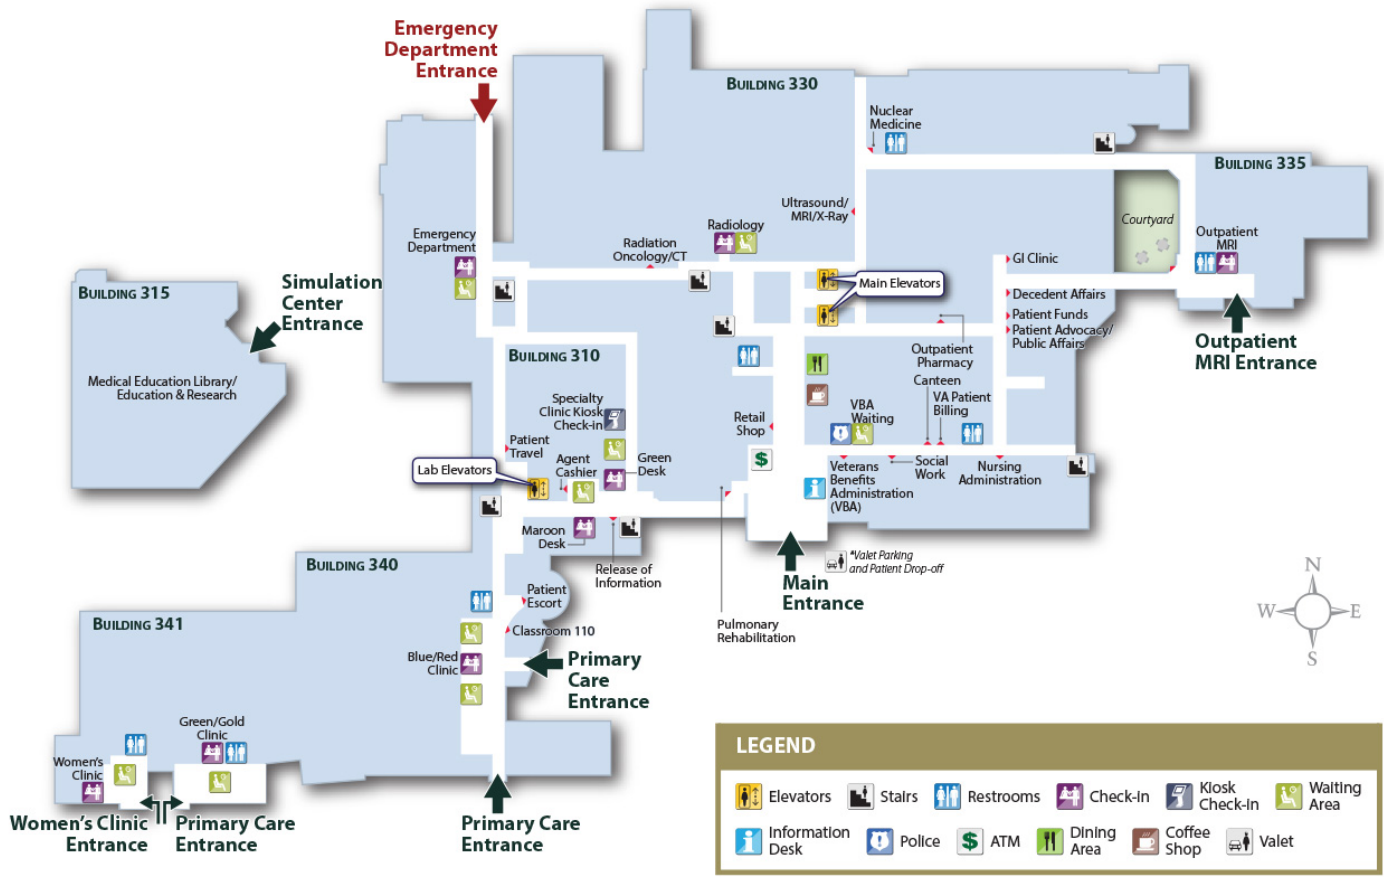 Emergency
Department
Entrance
BUILDING 330
Nuclear
Medicine
BUILDING 335
Ultrasound/
MRI/X-Ray
Courtyard
Emergency
Department
Radiology
Radiation
Oncology/CT
Outpatient
MRI
GI Clinic
Main Elevators
Decedent Affairs
Patient Funds
Patient Advocacy/
Public Affairs
Outpatient
MRI Entrance
BUILDING 315
Simulation
Center
Entrance
Medical Education Library/
Education & Research
BUILDING 310
Outpatient
Pharmacy
Canteen
VA Patient
Billing
Specialty
Clinic Kiosk
Check-in
VBA
Waiting
Retail
Shop
Patient
Travel
Agent
Cashier
Green
Desk
Lab Elevators
Veterans
Benefits
Administration
(VBA)
Social
Work
Nursing
Administration
Maroon
Desk
Release of
Information
*Valet Parking
and Patient Drop-off
Main
Entrance
BUILDING 340
Patient
Escort
Classroom 110
Pulmonary
Rehabilitation
BUILDING 341
Blue/Red
Clinic
Primary
Care
Entrance
Green/Gold
Clinic
Women's
Clinic
Women's Clinic
Entrance
Primary Care
Entrance
Primary Care
Entrance
N
W
E
S
LEGEND
Elevators
Stairs
Restrooms
Check-In
Kiosk
Check-In
Waiting
Area
Information
Desk
Police
$
ATM
Dining
Area
Coffee
Shop
Valet